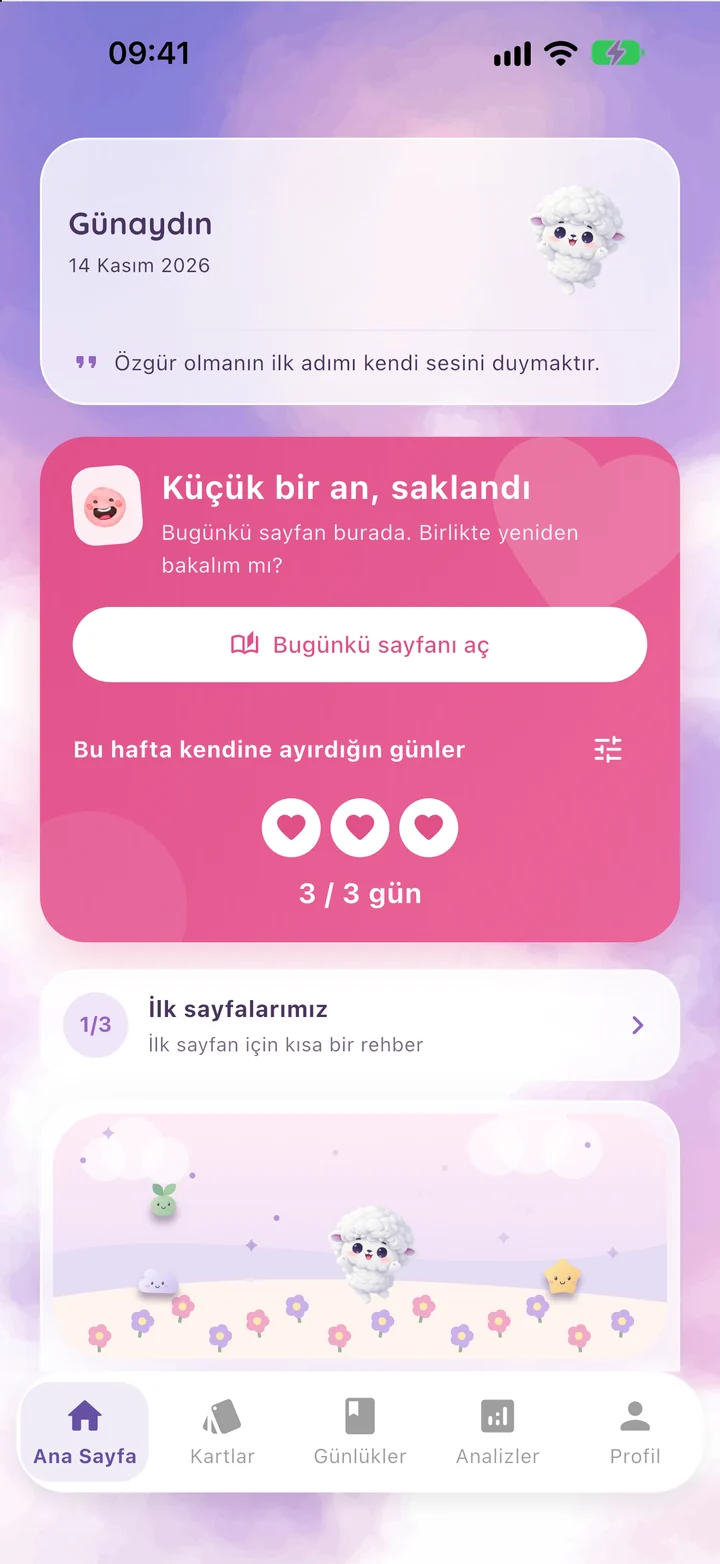 09:41
Günaydın
14 Kasım 2026
Özgür olmanın ilk adımı kendi sesini duymaktır.
Küçük bir an, saklandı
Bugünkü sayfan burada. Birlikte yeniden
bakalım mı?
Bugünkü sayfanı aç
Bu hafta kendine ayırdığın günler
3 / 3 gün
1/3
İlk sayfalarımız
İlk sayfan için kısa bir rehber
Ana Sayfa
Kartlar
Günlükler
Analizler
Profil